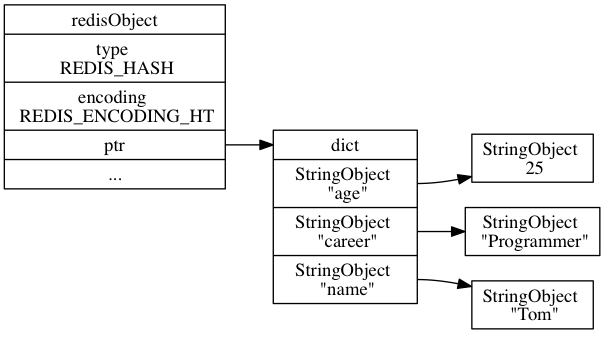 redisObject
type
REDIS_HASH
encoding
REDIS_ENCODING_HT
ptr
...
dict
StringObject
"age"
StringObject
"career"
StringObject
"name"
StringObject
25
StringObject
"Programmer"
StringObject
"Tom"